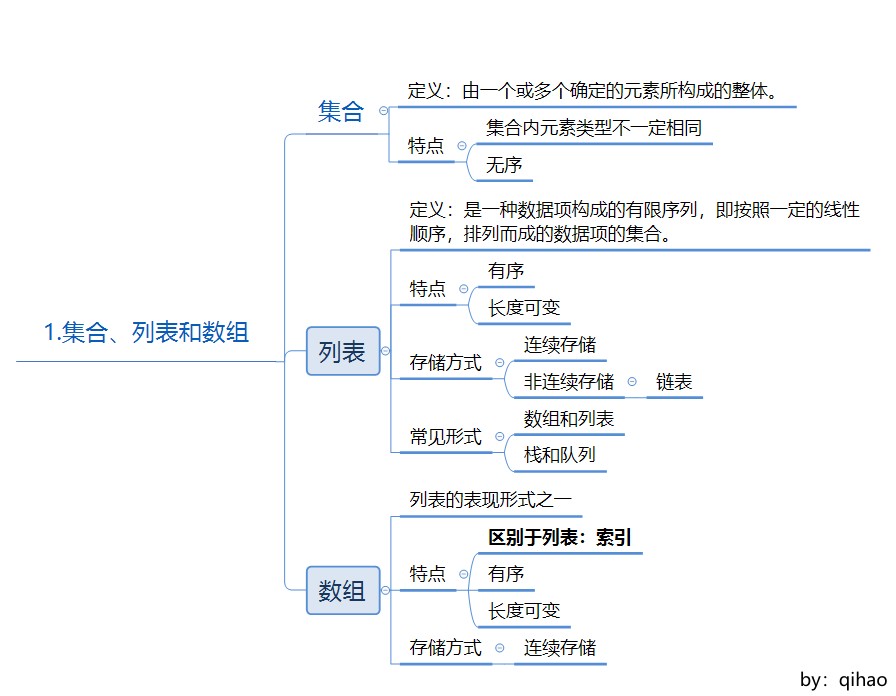 集合
定义：由一个或多个确定的元素所构成的整体。
特点
集合内元素类型不一定相同
无序
1.集合、列表和数组
列表
定义：是一种数据项构成的有限序列，即按照一定的线性
顺序，排列而成的数据项的集合。
特点
有序
长度可变
存储方式
连续存储
非连续存储
链表
常见形式
数组和列表
栈和队列
数组
列表的表现形式之一
特点
区别于列表：索引
有序
长度可变
存储方式
连续存储
by：qihao